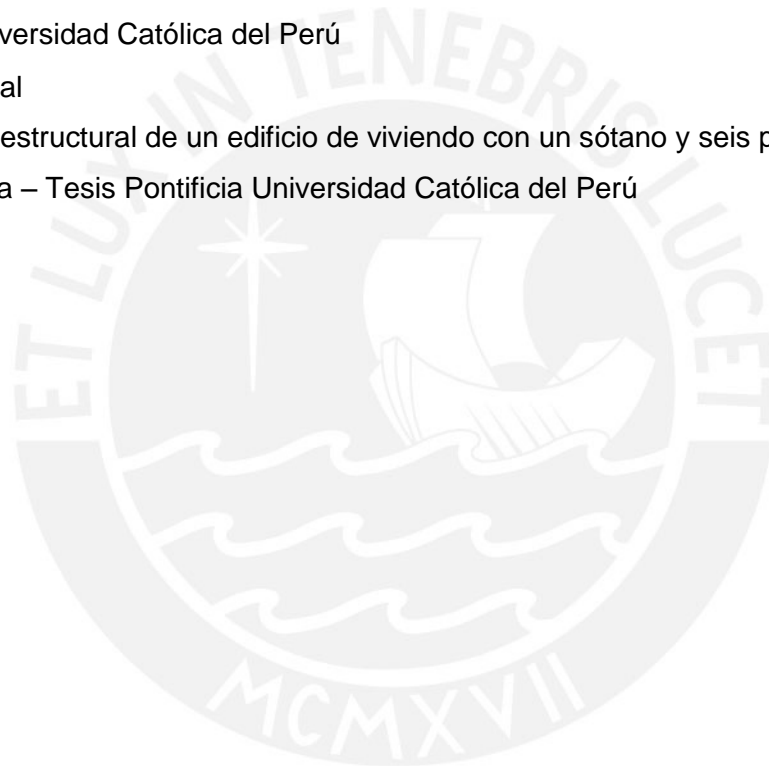 versidad Católica del Perú
al
estructural de un edificio de viviendo con un sótano y seis p
a – Tesis Pontificia Universidad Católica del Perú
ET LUX IN TENEBRIS LUCET
MCMXVII